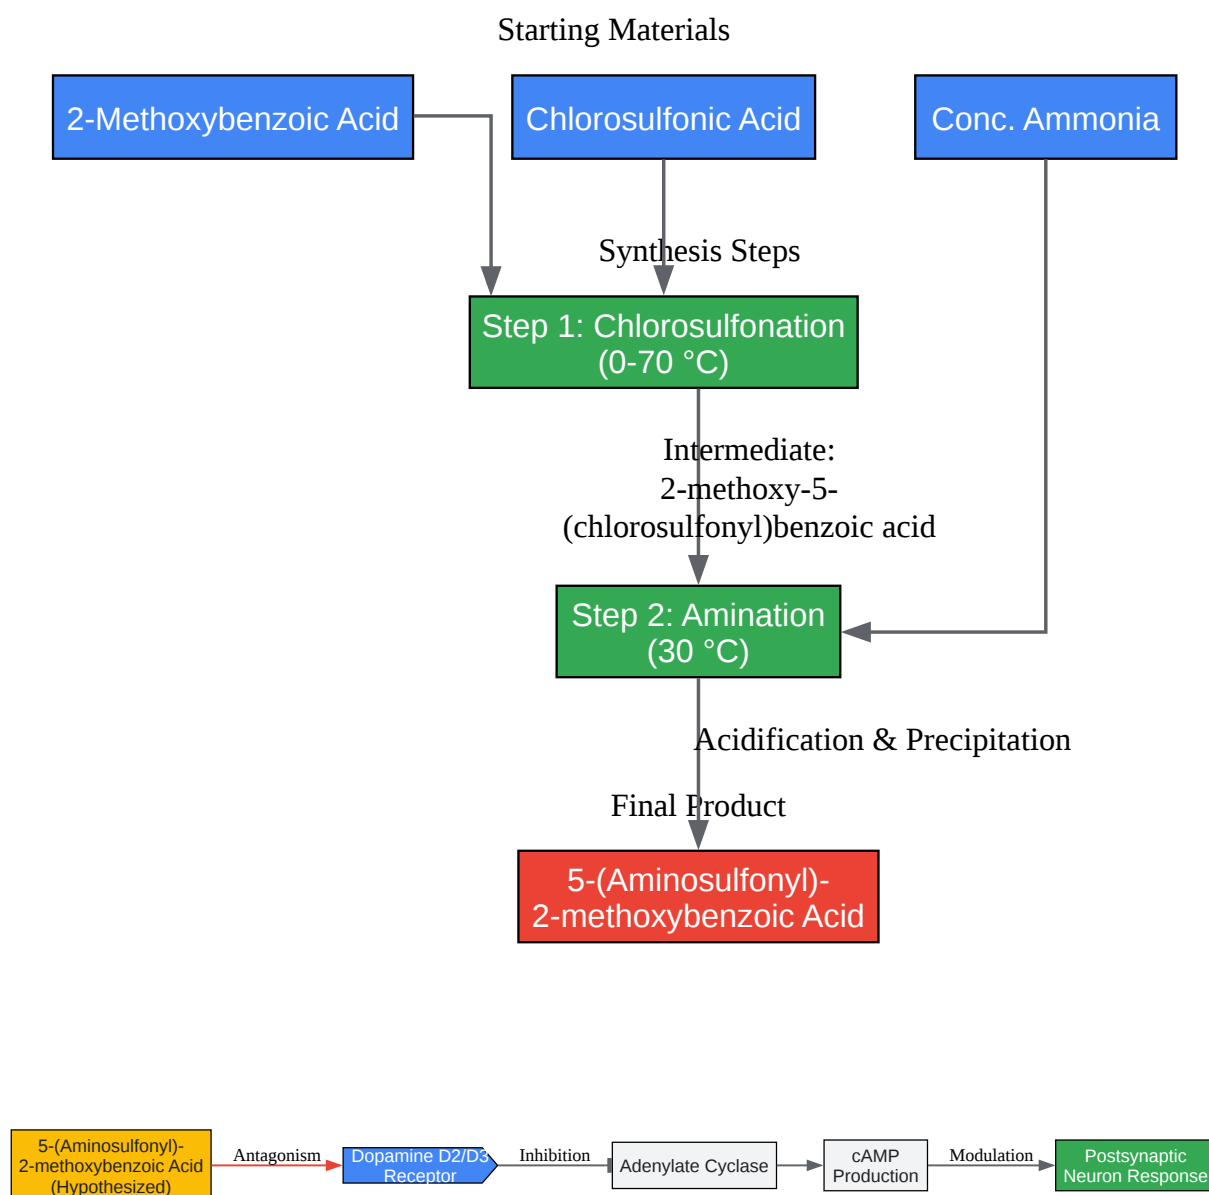 Starting Materials
2-Methoxybenzoic Acid
Chlorosulfonic Acid
Conc. Ammonia
Synthesis Steps
Step 1: Chlorosulfonation
(0-70 °C)
Intermediate:
2-methoxy-5-
(chlorosulfonyl)benzoic acid
Step 2: Amination
(30 °C)
Acidification & Precipitation
Final Product
5-(Aminosulfonyl)-
2-methoxybenzoic Acid
5-(Aminosulfonyl)-
2-methoxybenzoic Acid
(Hypothesized)
Antagonism
Dopamine D2/D3
Receptor
Inhibition
Adenylate Cyclase
cAMP
Production
Modulation
Postsynaptic
Neuron Response